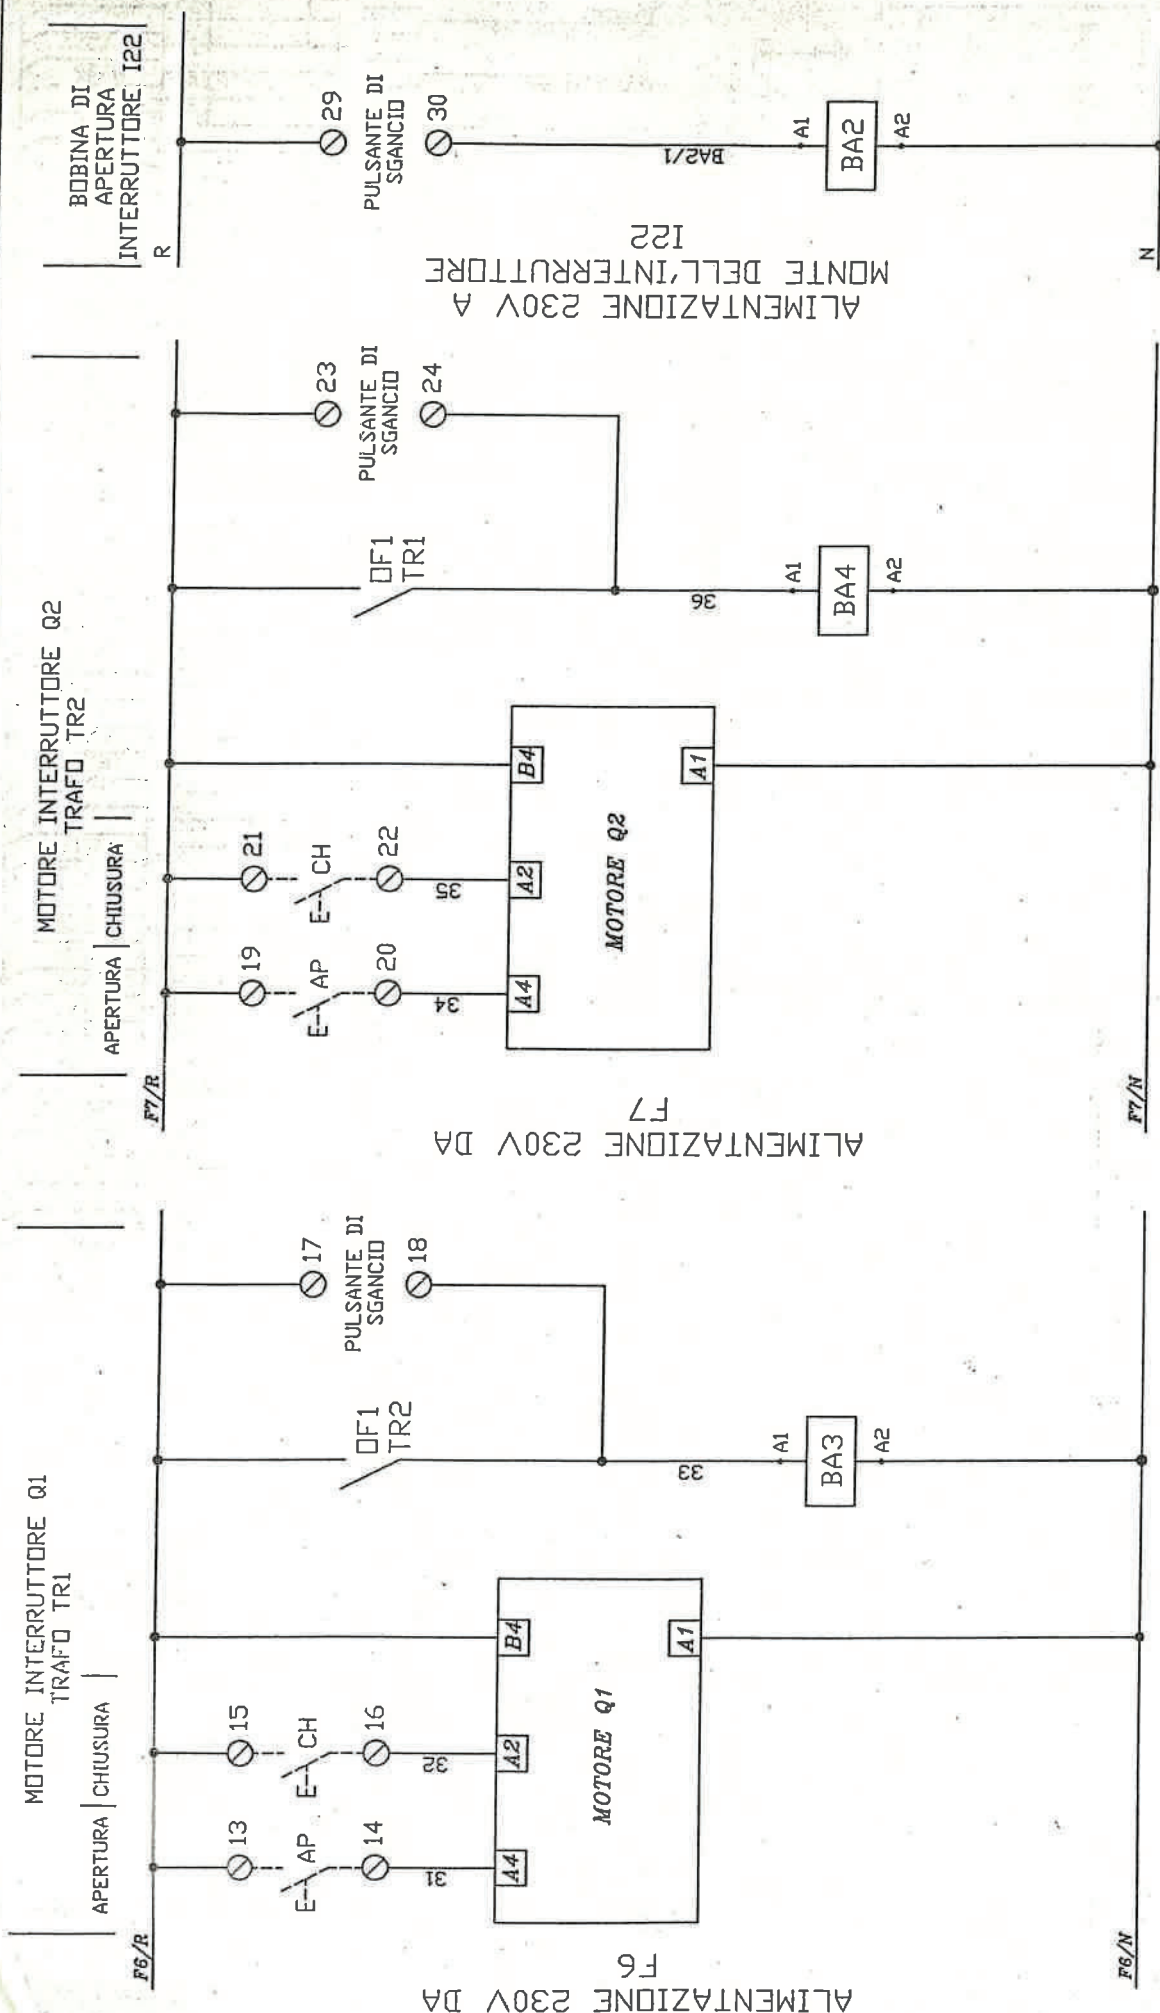 MOTORE INTERRUTTORE Q1
TRAFO TR1
APERTURA
CHIUSURA
F6/R
13
AP
E
14
31
A4
15
CH
E
16
32
A2
B4
MOTORE Q1
A1
OF1
TR2
33
A1
BA3
A2
17
PULSANTE DI
SGANCIO
18
ALIMENTAZIONE 230V DA
F6
F6/N
MOTORE INTERRUTTORE Q2
TRAFO TR2
APERTURA
CHIUSURA
F7/R
19
AP
E
20
34
A4
21
CH
E
22
35
A2
B4
MOTORE Q2
A1
OF1
TR1
36
A1
BA4
A2
23
PULSANTE DI
SGANCIO
24
ALIMENTAZIONE 230V DA
F7
F7/N
BOBINA DI
APERTURA
INTERRUTTORE I22
R
29
PULSANTE DI
SGANCIO
30
BA2/1
A1
BA2
A2
ALIMENTAZIONE 230V A
MONTE DELL'INTERRUTTORE
I22
N